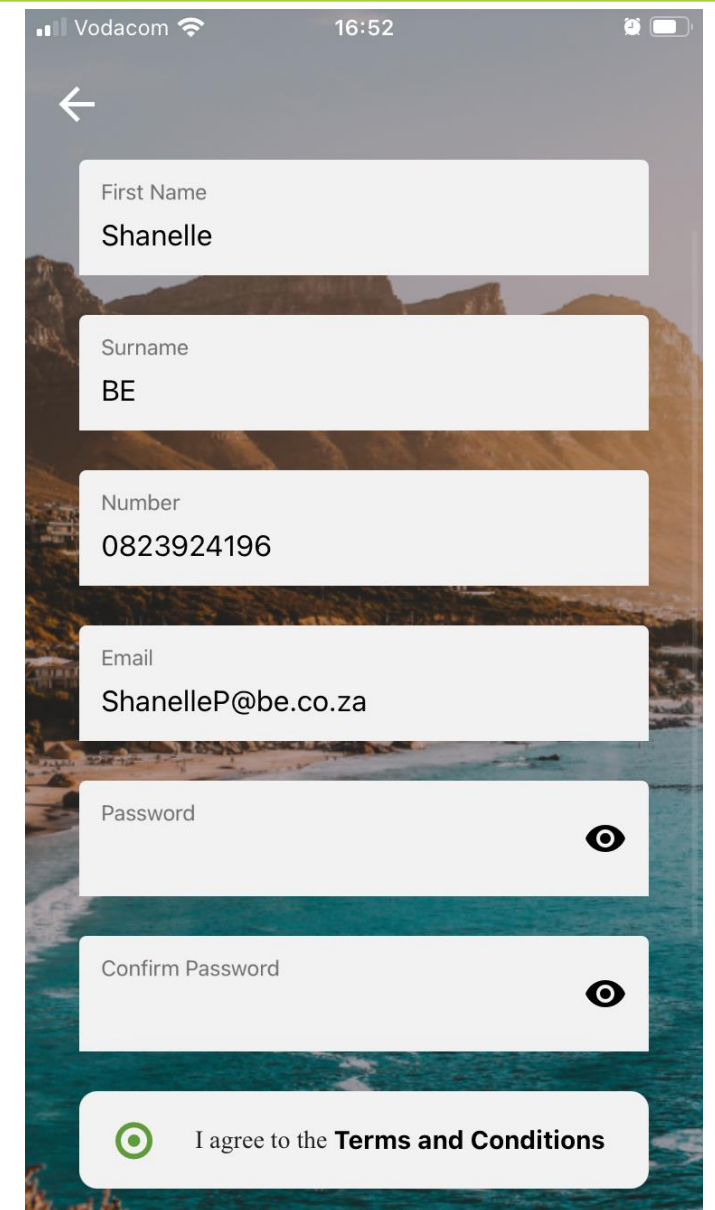 Vodacom 16:52
First Name
Shanelle
Surname
BE
Number
0823924196
Email
ShanelleP@be.co.za
Password
Confirm Password
I agree to the Terms and Conditions